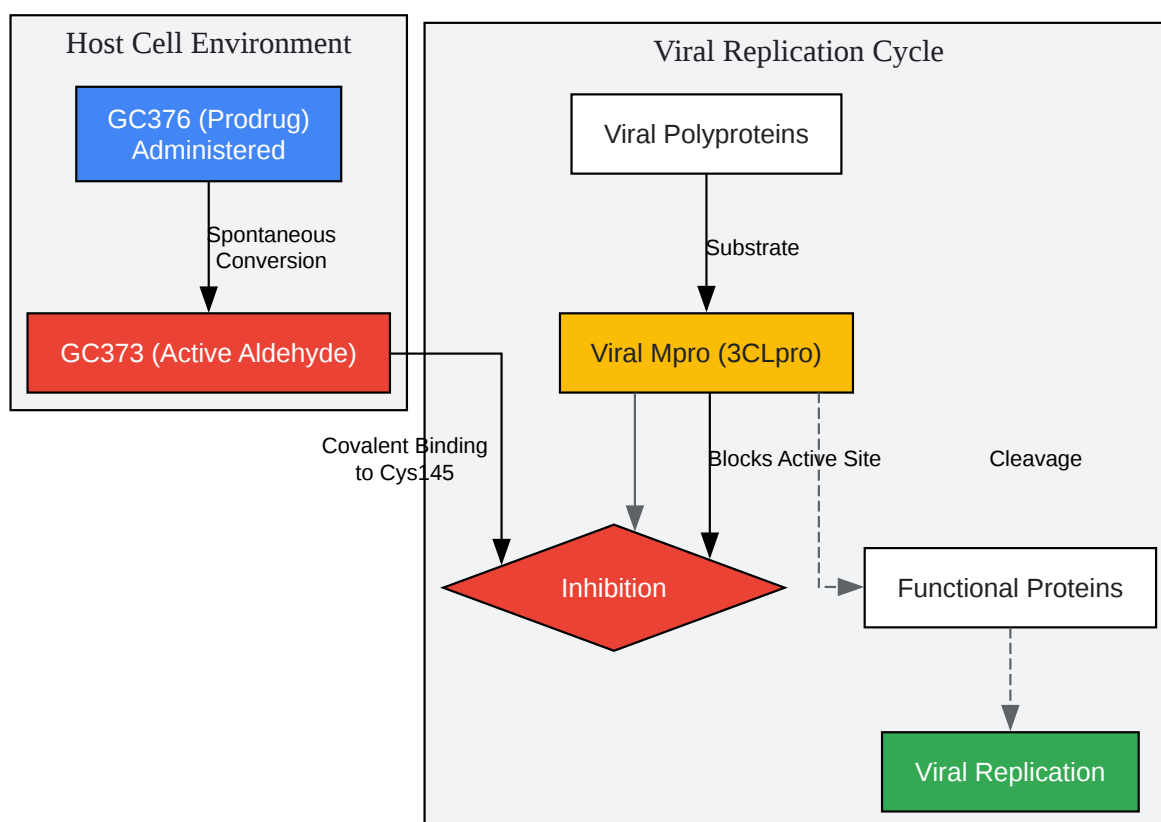 Host Cell Environment
GC376 (Prodrug)
Administered
Spontaneous
Conversion
GC373 (Active Aldehyde)
Viral Replication Cycle
Viral Polyproteins
Substrate
Viral Mpro (3CLpro)
Covalent Binding
to Cys145
Blocks Active Site
Cleavage
Inhibition
Functional Proteins
Viral Replication